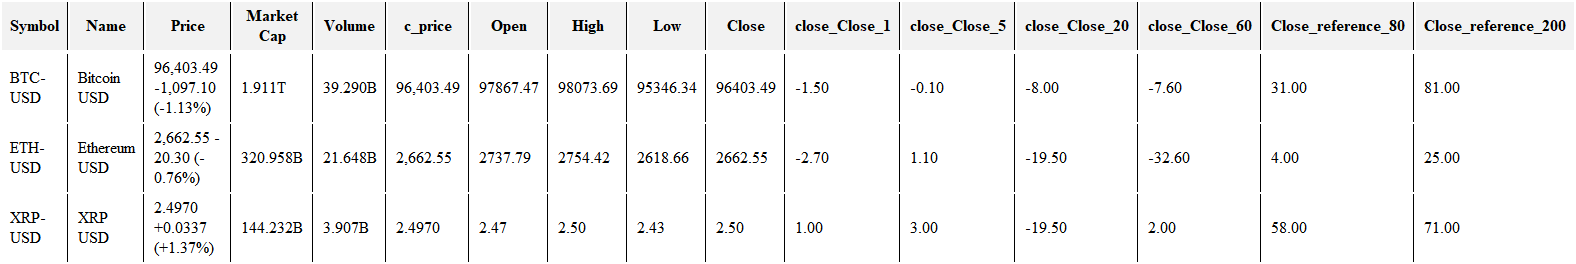 Symbol Name Price Market Cap Volume c_price Open High Low Close close_Close_1 close_Close_5 close_Close_20 close_Close_60 Close_reference_80 Close_reference_200
BTC-USD Bitcoin USD 96,403.49 -1,097.10 (-1.13%) 1.911T 39.290B 96,403.49 97867.47 98073.69 95346.34 96403.49 -1.50 -0.10 -8.00 -7.60 31.00 81.00
ETH-USD Ethereum USD 2,662.55 -20.30 (-0.76%) 320.958B 21.648B 2,662.55 2737.79 2754.42 2618.66 2662.55 -2.70 1.10 -19.50 -32.60 4.00 25.00
XRP-USD XRP USD 2.4970 +0.0337 (+1.37%) 144.232B 3.907B 2.4970 2.47 2.50 2.43 2.50 1.00 3.00 -19.50 2.00 58.00 71.00